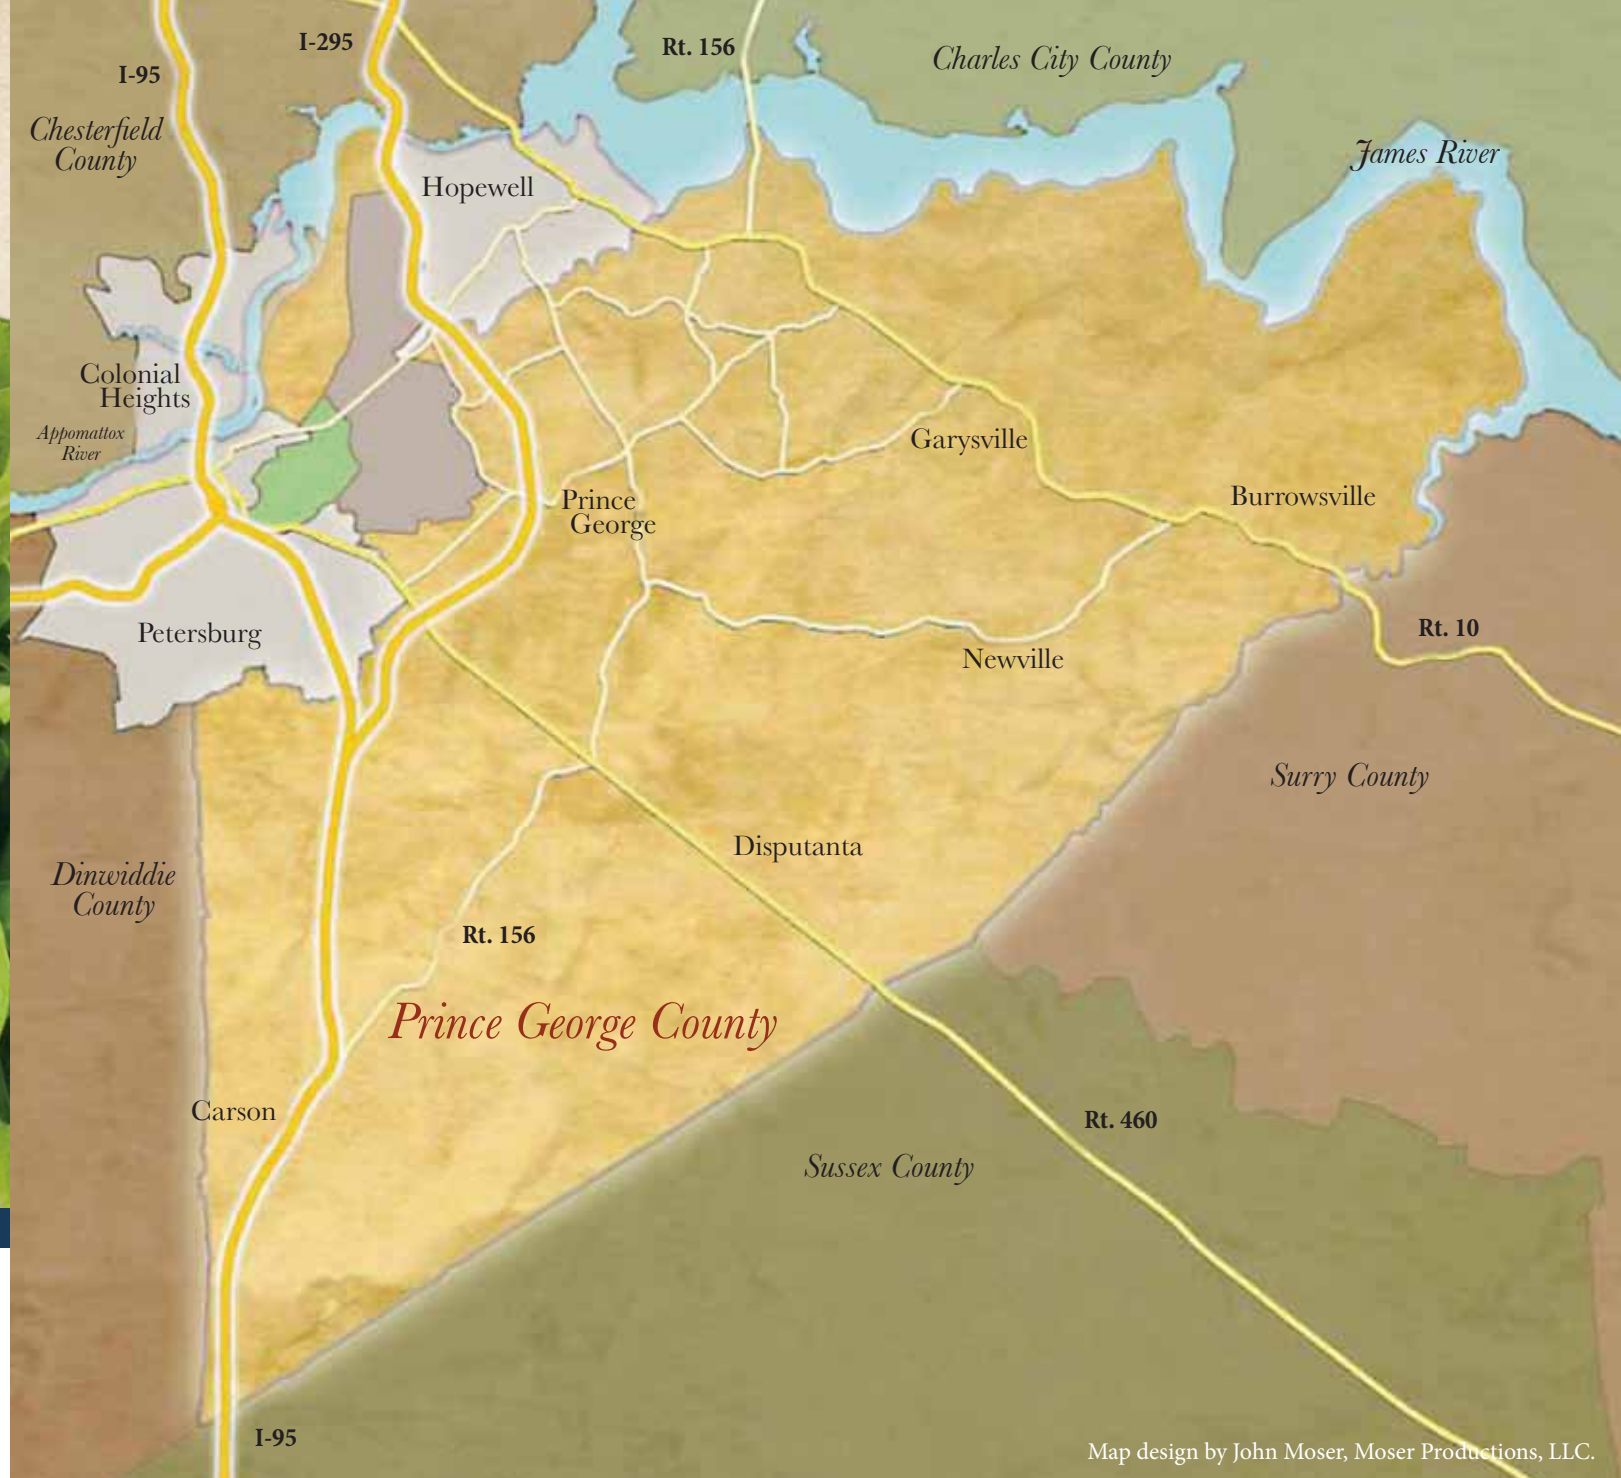 I-295
Rt. 156
Charles City County
I-95
Chesterfield
County
James River
Hopewell
Colonial
Heights
Appomattox
River
Garysville
Prince
George
Burrowsville
Petersburg
Rt. 10
Newville
Surry County
Disputanta
Dinwiddie
County
Rt. 156
Prince George County
Carson
Rt. 460
Sussex County
I-95
Map design by John Moser, Moser Productions, LLC.